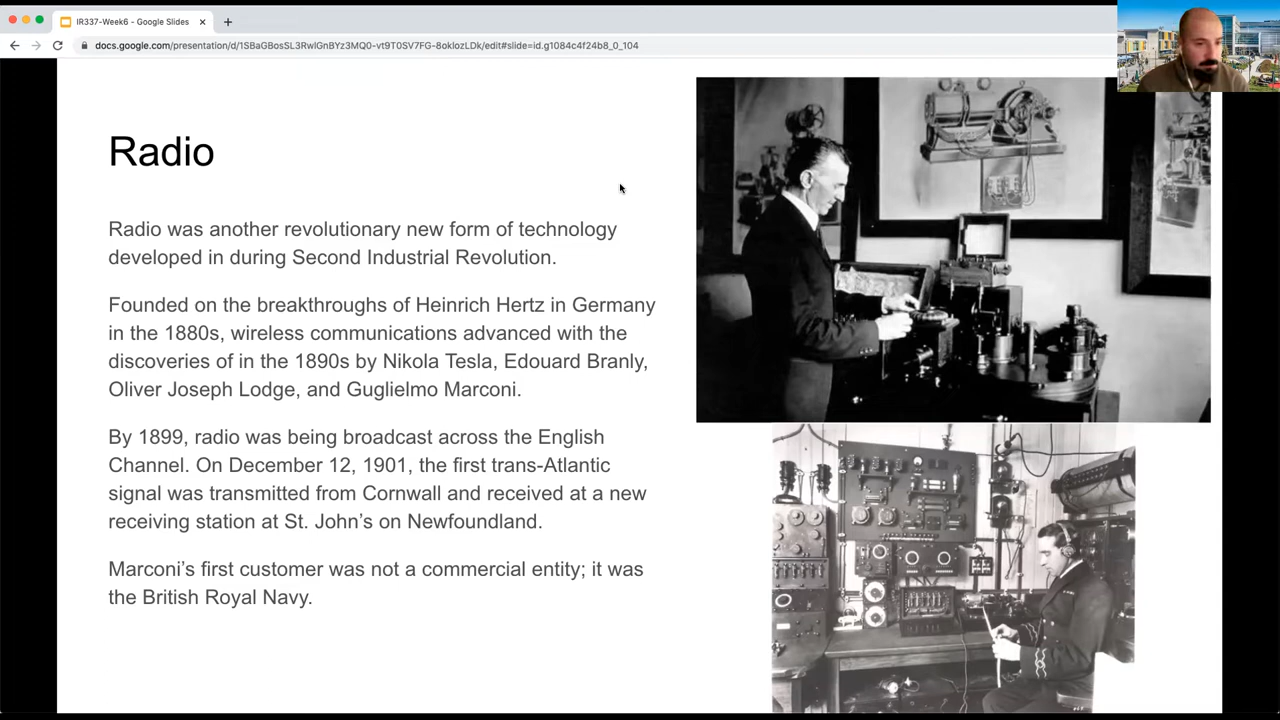 IR337-Week6 - Google Slides
docs.google.com/presentation/d/1SBaGBosSL3RwlGnBYz3MQ0-vt9T0SV7FG-8oklozLDk/edit#slide=id.g1084c4f24b8_0_104
Radio
Radio was another revolutionary new form of technology
developed in during Second Industrial Revolution.
Founded on the breakthroughs of Heinrich Hertz in Germany
in the 1880s, wireless communications advanced with the
discoveries of in the 1890s by Nikola Tesla, Edouard Branly,
Oliver Joseph Lodge, and Guglielmo Marconi.
By 1899, radio was being broadcast across the English
Channel. On December 12, 1901, the first trans-Atlantic
signal was transmitted from Cornwall and received at a new
receiving station at St. John’s on Newfoundland.
Marconi’s first customer was not a commercial entity; it was
the British Royal Navy.